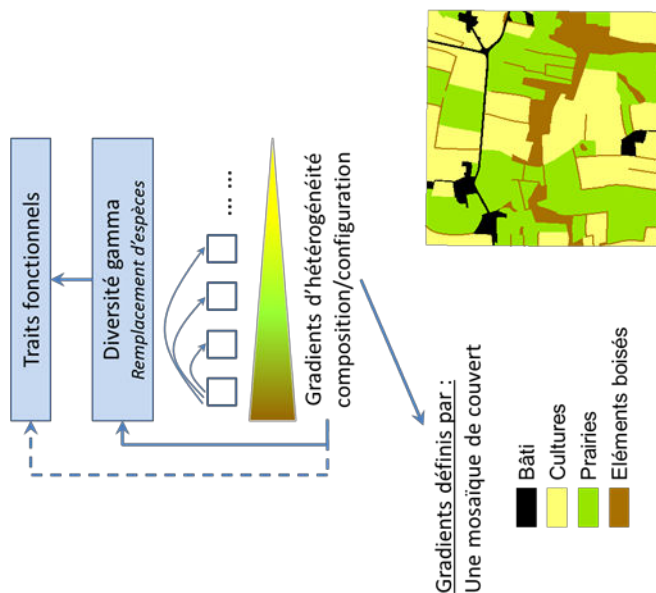 Traits fonctionnels
Diversité gamma
Remplacement d'espèces
... ...
Gradients d'hétérogénéité
composition/configuration
Gradients définis par :
Une mosaïque de couvert
Bâti
Cultures
Prairies
Eléments boisés